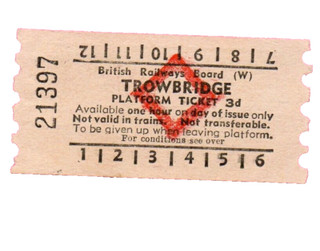 12|11|10|9|8|7
British Railways Board (W)
TROWBRIDGE
PLATFORM TICKET 3d
Available one hour on day of issue only
Not valid in trains. Not transferable.
To be given up when leaving platform.
For conditions see over
1|2|3|4|5|6
21397